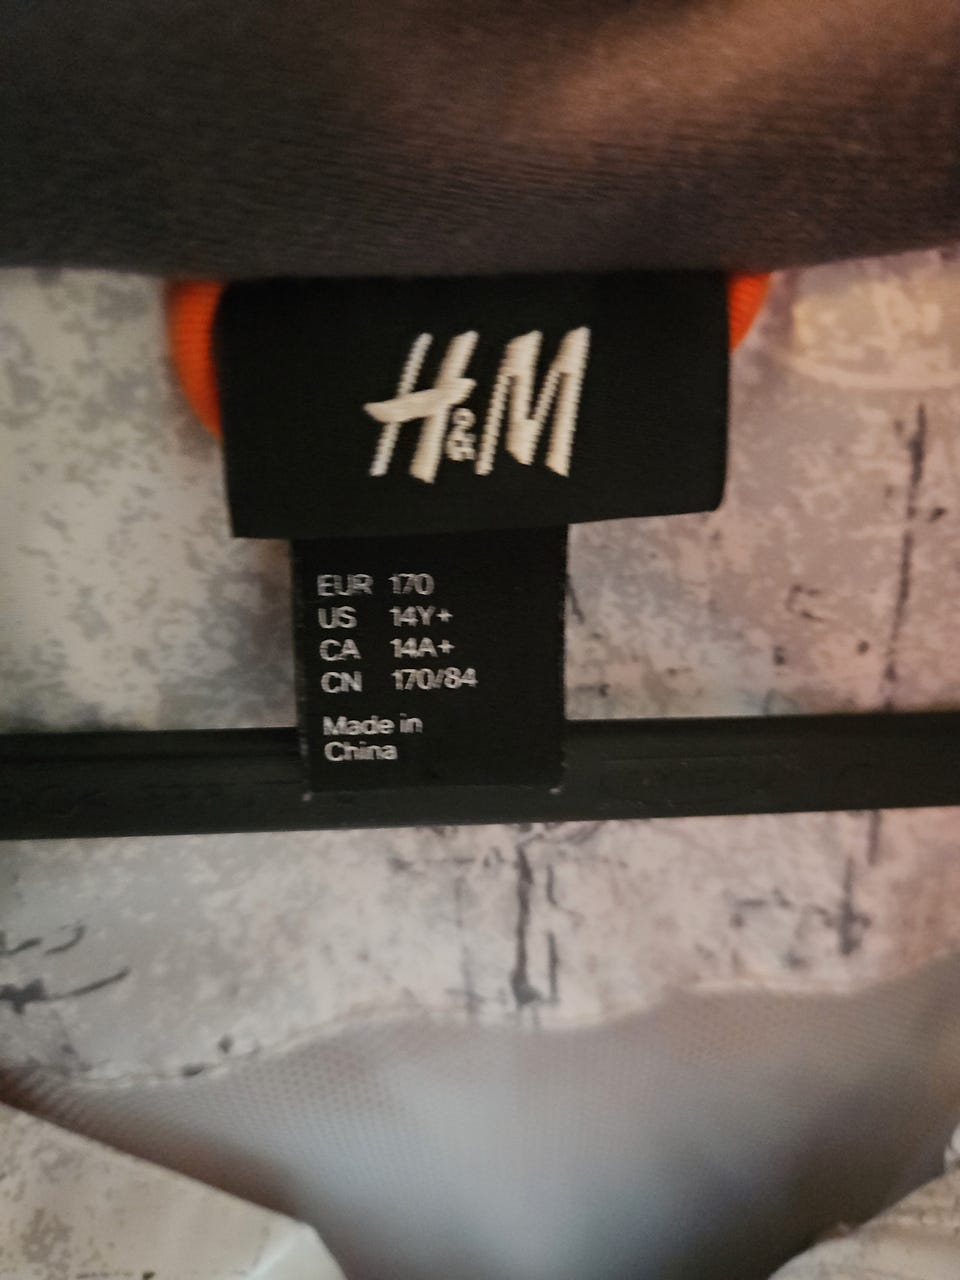 H&M
EUR 170
US 14Y+
CA 14A+
CN 170/84
Made in
China